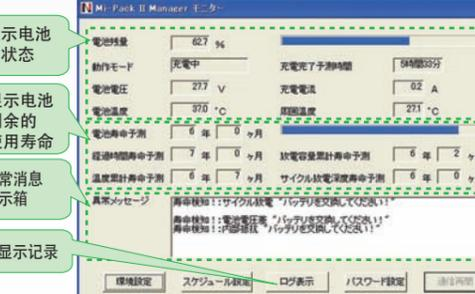 Mi-Pack II Manager モニター
示电池
状态
電池残量 62.7 %
動作モード 充電中 充電完了予測時間 5時間33分
電池電圧 27.7 V 充電電流 0.2 A
電池温度 37.0 ℃ 周囲温度 27.1 ℃
示电池
余的
使用寿命
電池寿命予測 6 年 0 ヶ月
経過時間寿命予測 7 年 0 ヶ月 放電容量累計寿命予測 6 年 2
温度累計寿命予測 6 年 7 ヶ月 サイクル放電深度寿命予測 6 年 0
常消息
示箱
異常メッセージ
寿命検知!:サイクル放電 "バッテリを交換してください!"
寿命検知!:電池電圧差 "バッテリを交換してください!"
寿命検知!:内部抵抗 "バッテリを交換してください!"
显示记录
環境設定 スケジュール設定 ログ表示 パスワード設定 通信再開